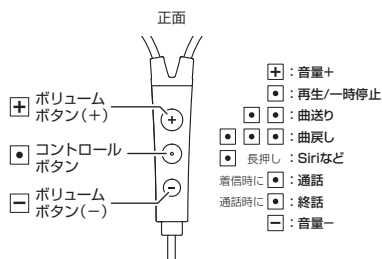 正面
+ ボリューム
ボタン(+)
• コントロール
ボタン
− ボリューム
ボタン(−)
+ : 音量+
• : 再生/一時停止
• • : 曲送り
• • • : 曲戻し
• 長押し : Siriなど
着信時に • : 通話
通話時に • : 終話
− : 音量−